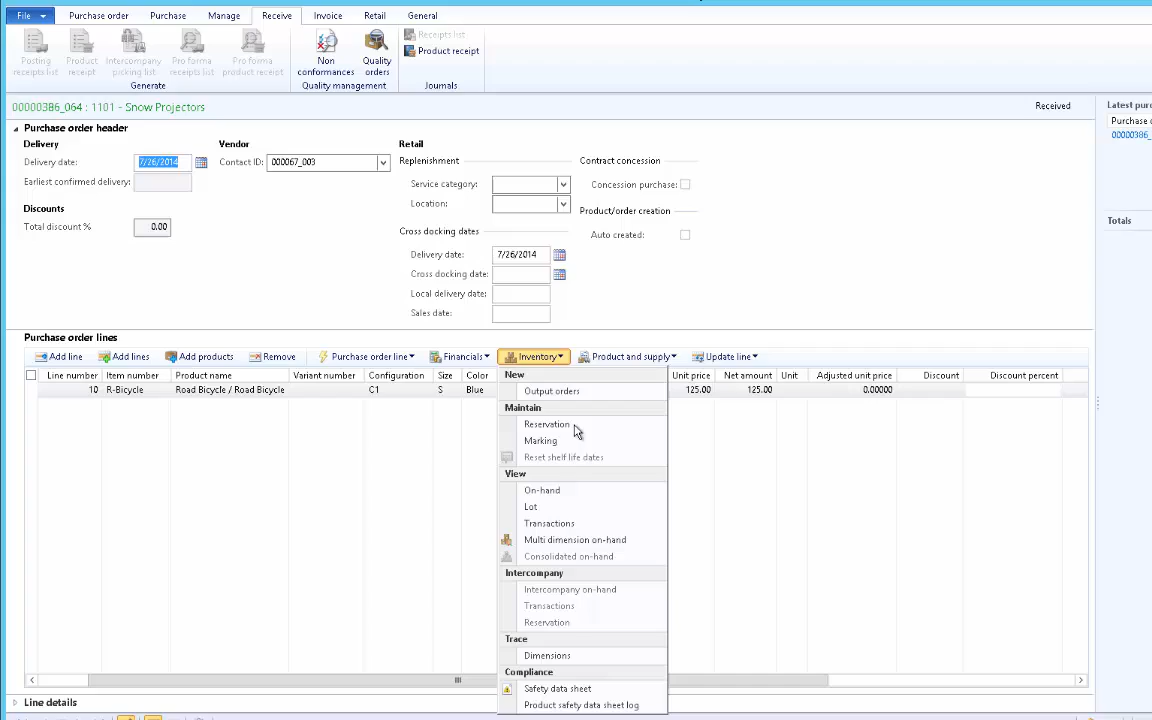 File
Purchase order
Purchase
Manage
Receive
Invoice
Retail
General
Posting receipts list
Product receipt
Intercompany picking list
Pro forma receipts list
Pro forma product receipt
Generate
Non conformances
Quality orders
Quality management
Receipts list
Product receipt
Journals
00000386_064 : 1101 - Snow Projectors
Received
Purchase order header
Delivery
Delivery date: 7/26/2014
Earliest confirmed delivery:
Discounts
Total discount % 0.00
Vendor
Contact ID: 000067_003
Retail
Replenishment
Service category:
Location:
Cross docking dates
Delivery date: 7/26/2014
Cross docking date:
Local delivery date:
Sales date:
Contract concession
Concession purchase:
Product/order creation
Auto created:
Latest purc
Purchase o
00000386_
Totals
Purchase order lines
Add line
Add lines
Add products
Remove
Purchase order line
Financials
Inventory
Product and supply
Update line
Line number Item number Product name Variant number Configuration Size Color Unit price Net amount Unit Adjusted unit price Discount Discount percent
10 R-Bicycle Road Bicycle / Road Bicycle C1 S Blue 125.00 125.00 0.00000
New
Output orders
Maintain
Reservation
Marking
Reset shelf life dates
View
On-hand
Lot
Transactions
Multi dimension on-hand
Consolidated on-hand
Intercompany
Intercompany on-hand
Transactions
Reservation
Trace
Dimensions
Compliance
Safety data sheet
Product safety data sheet log
Line details